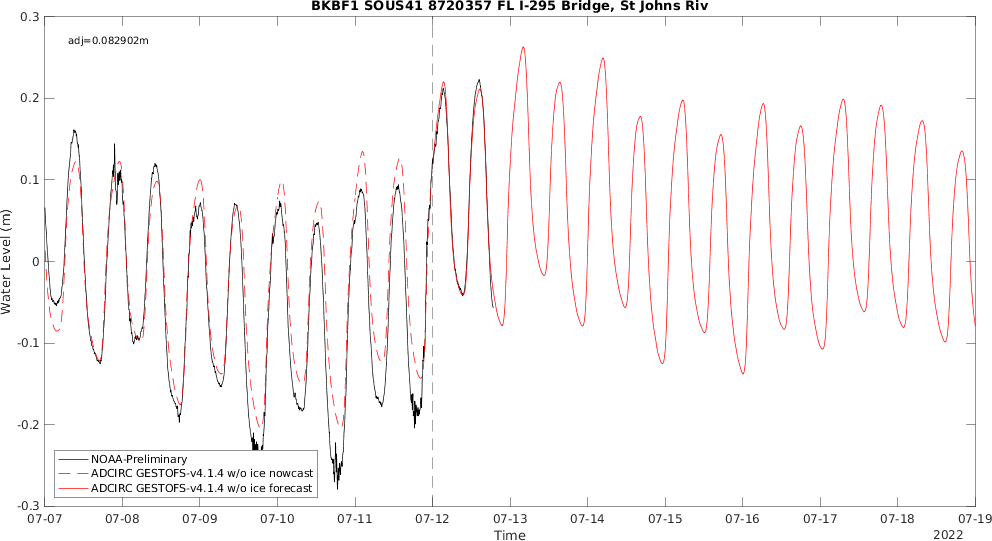 BKBF1 SOUS41 8720357 FL I-295 Bridge, St Johns Riv
0.3
adj=0.082902m
0.2
0.1
0
-0.1
-0.2
-0.3
Water Level (m)
NOAA-Preliminary
ADCIRC GESTOFS-v4.1.4 w/o ice nowcast
ADCIRC GESTOFS-v4.1.4 w/o ice forecast
07-07 07-08 07-09 07-10 07-11 07-12 07-13 07-14 07-15 07-16 07-17 07-18 07-19
Time
2022